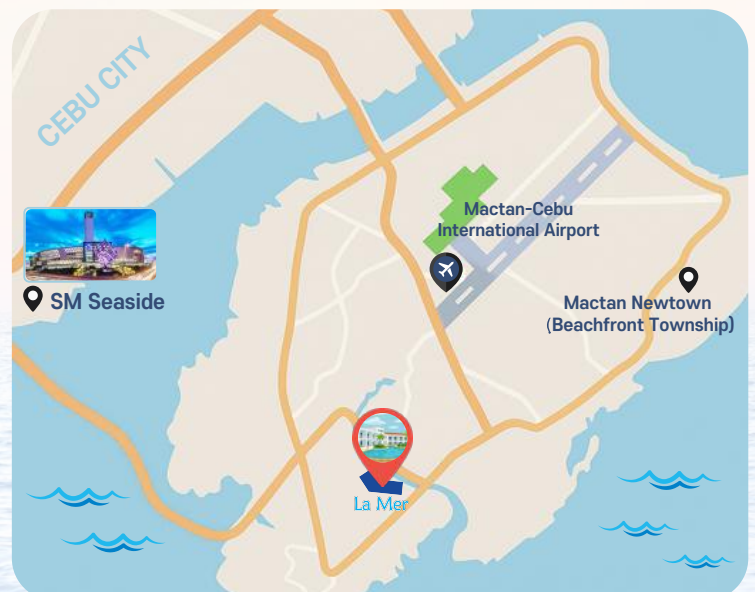 CEBU CITY
SM Seaside
Mactan-Cebu
International Airport
Mactan Newtown
(Beachfront Township)
La Mer